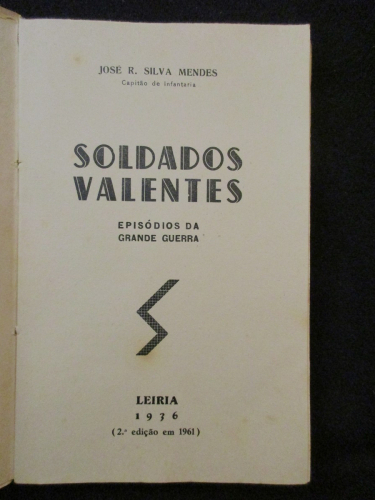 JOSÉ R. SILVA MENDES
Capitão de Infantaria
SOLDADOS
VALENTES
EPISÓDIOS DA
GRANDE GUERRA
LEIRIA
1936
(2.ª edição em 1961)